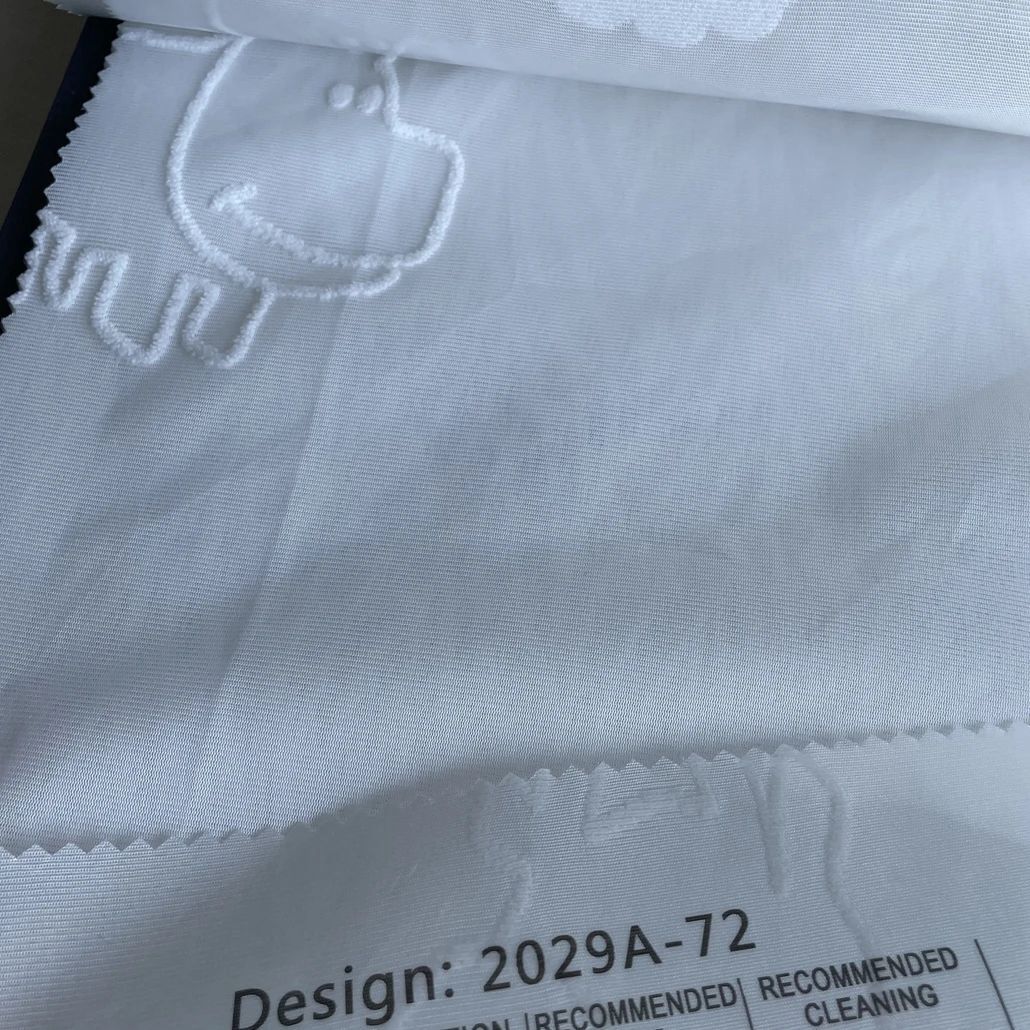 Design: 2029A-72
RECOMMENDED | RECOMMENDED
CLEANING